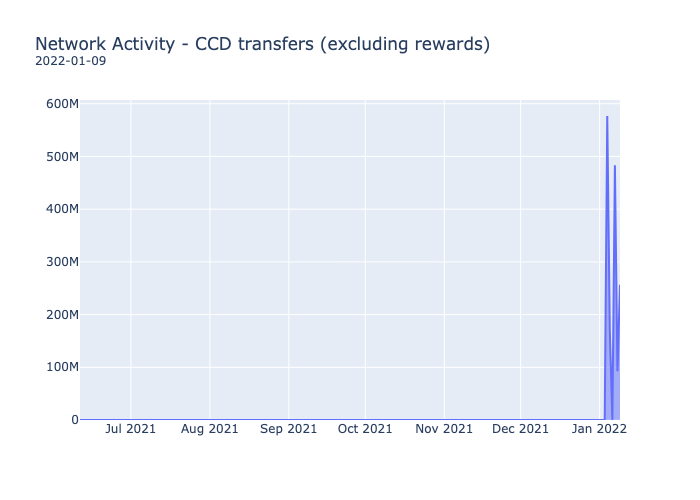 Network Activity - CCD transfers (excluding rewards)
2022-01-09
600M
500M
400M
300M
200M
100M
0
Jul 2021 Aug 2021 Sep 2021 Oct 2021 Nov 2021 Dec 2021 Jan 2022